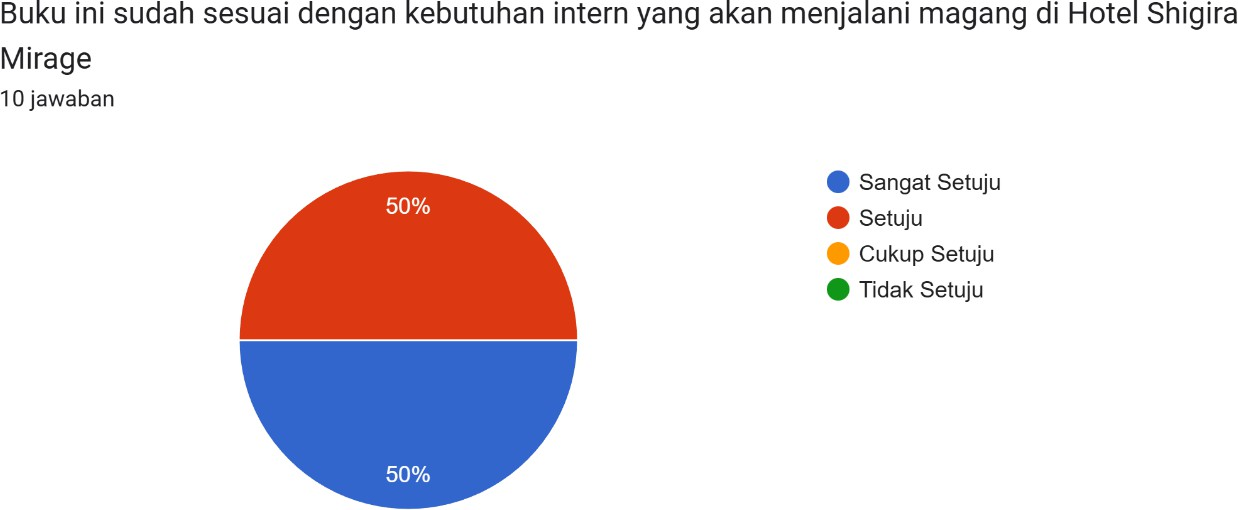 Buku ini sudah sesuai dengan kebutuhan intern yang akan menjalani magang di Hotel Shigira
Mirage
10 jawaban
50%
50%
Sangat Setuju
Setuju
Cukup Setuju
Tidak Setuju